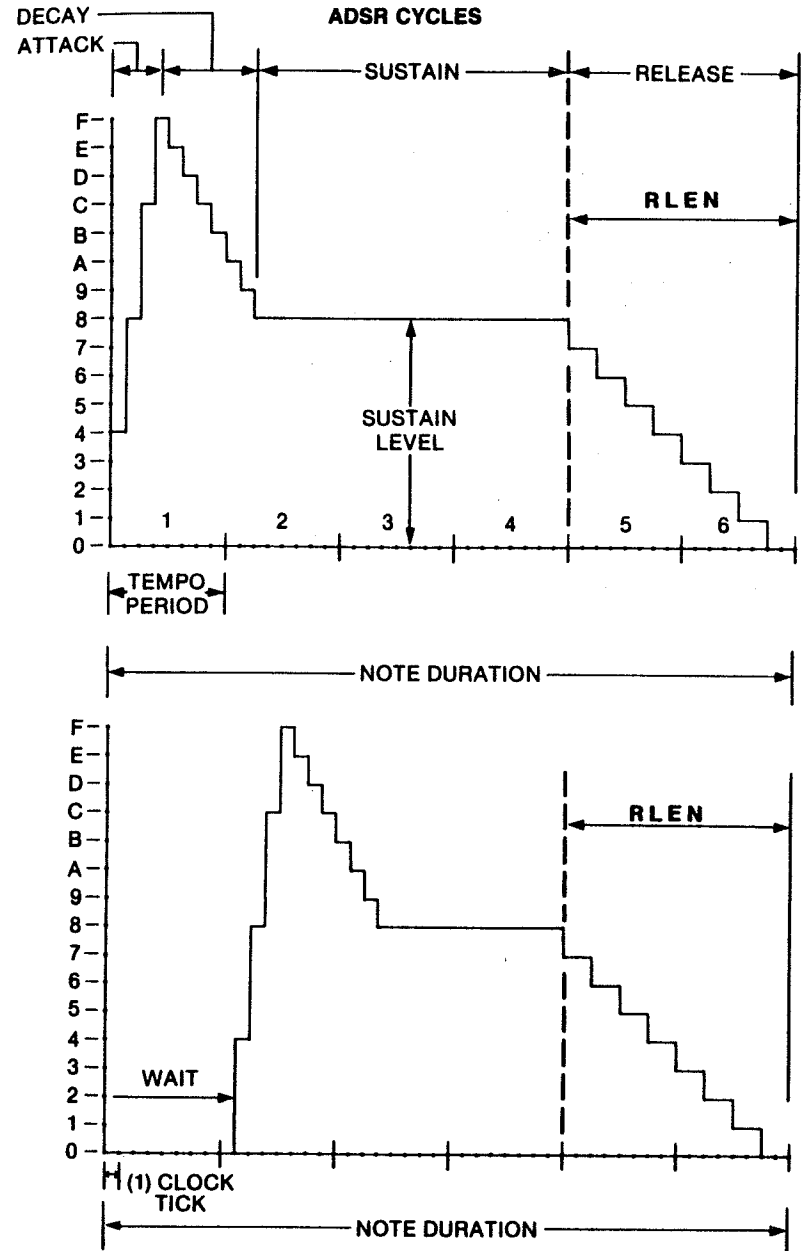 DECAY
ADSR CYCLES
ATTACK
SUSTAIN
RELEASE
F
E
D
C
RLEN
B
A
9
8
7
6
SUSTAIN
LEVEL
5
4
3
2
1
1 2 3 4 5 6
0
TEMPO
PERIOD
NOTE DURATION
F
E
D
C
RLEN
B
A
9
8
7
6
5
4
3
WAIT
2
1
0
(1) CLOCK
TICK
NOTE DURATION